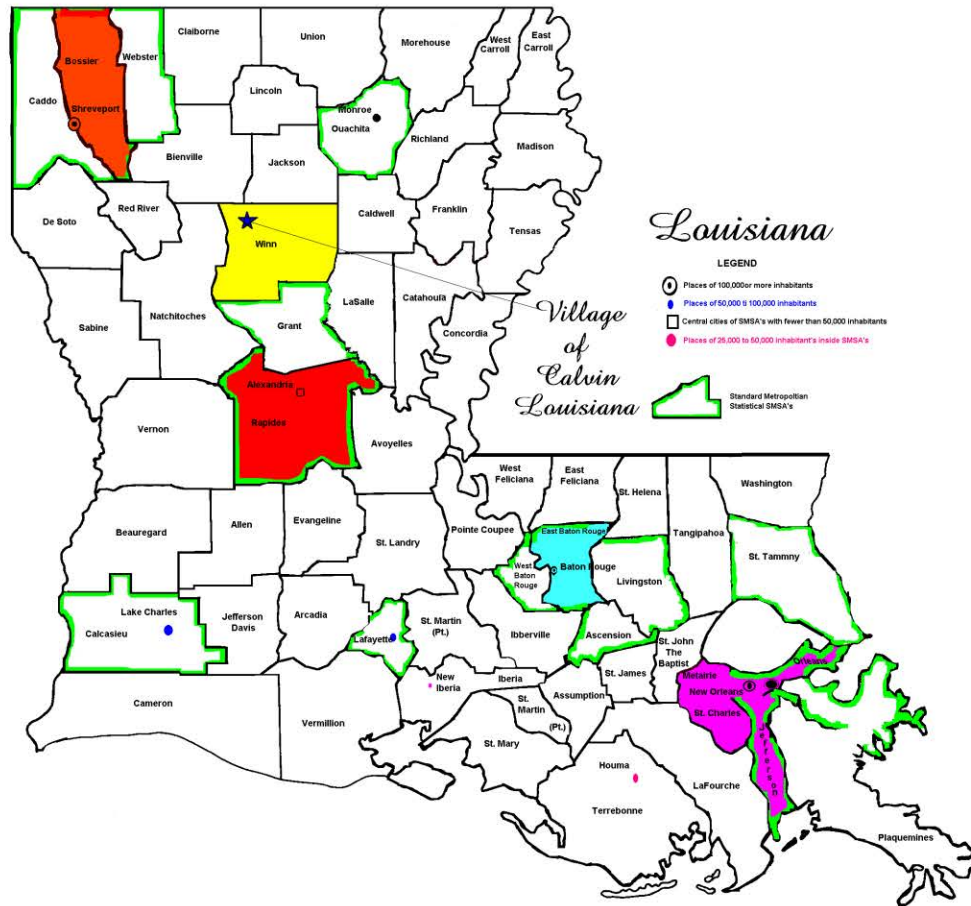 Claiborne
Union
Morehouse
West
Carroll
East
Carroll
Bossier
Webster
Caddo
Shreveport
Lincoln
Monroe
Ouachita
Richland
Madison
Bienville
Jackson
De Soto
Red River
Caldwell
Franklin
Tensas
Winn
Louisiana
LEGEND
Places of 100,000or more inhabitants
Places of 50,000 ti 100,000 inhabitants
Central cities of SMSA's with fewer than 50,000 inhabitants
Places of 25,000 to 50,000 inhabitant's inside SMSA's
Standard Metropoltian
Statistical SMSA's
Village
of
Calvin
Louisiana
Sabine
Natchitoches
Grant
LaSalle
Catahoula
Concordia
Alexandria
Rapides
Vernon
Avoyelles
West
Feliciana
East
Feliciana
St. Helena
Washington
Tangipahoa
Beauregard
Allen
Evangeline
St. Landry
Pointe Coupee
East Baton Rouge
West
Baton
Rouge
Baton Rouge
Livingston
St. Tammny
Lake Charles
Calcasieu
Jefferson
Davis
Arcadia
Lafayette
St. Martin
(Pt.)
Ibberville
Ascension
St. John
The
Baptist
St. James
Orleans
Metairie
New Orleans
St. Charles
Jefferson
Cameron
Vermillion
New
Iberia
Iberia
St.
Martin
(Pt.)
Assumption
St. Mary
Houma
Terrebonne
LaFourche
Plaquemines